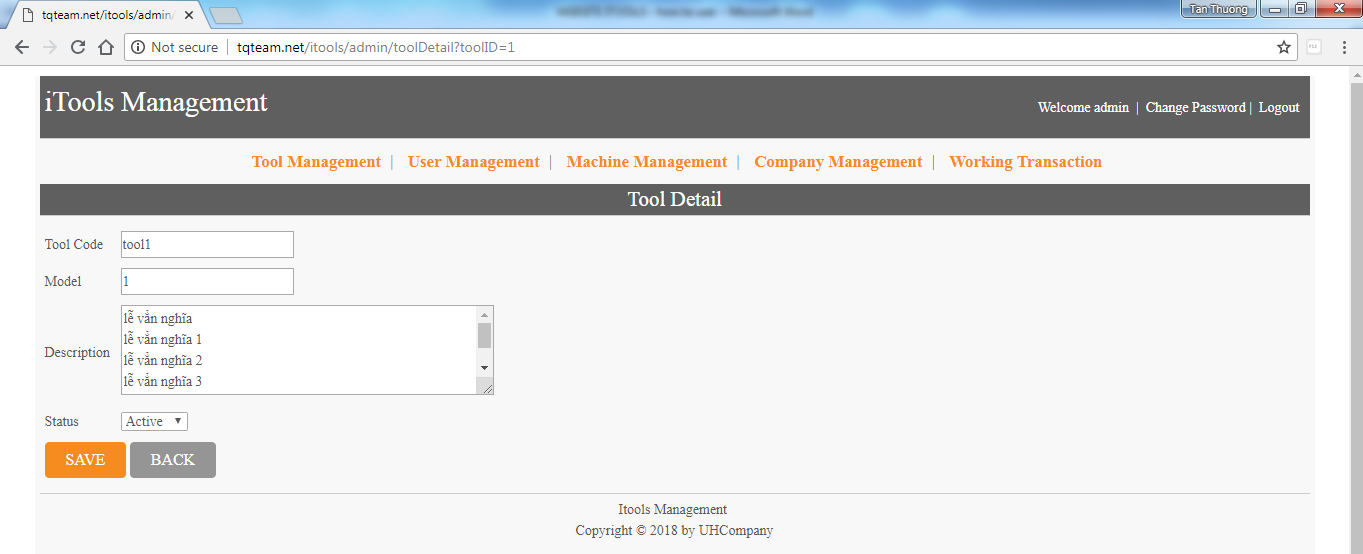 Tan Thuong
tqteam.net/itools/admin/
Not secure | tqteam.net/itools/admin/toolDetail?toolID=1
iTools Management
Welcome admin | Change Password | Logout
Tool Management | User Management | Machine Management | Company Management | Working Transaction
Tool Detail
Tool Code tool1
Model 1
Description
lễ vẳn nghĩa
lễ vẳn nghĩa 1
lễ vẳn nghĩa 2
lễ vẳn nghĩa 3
Status Active
SAVE BACK
Itools Management
Copyright © 2018 by UHCompany